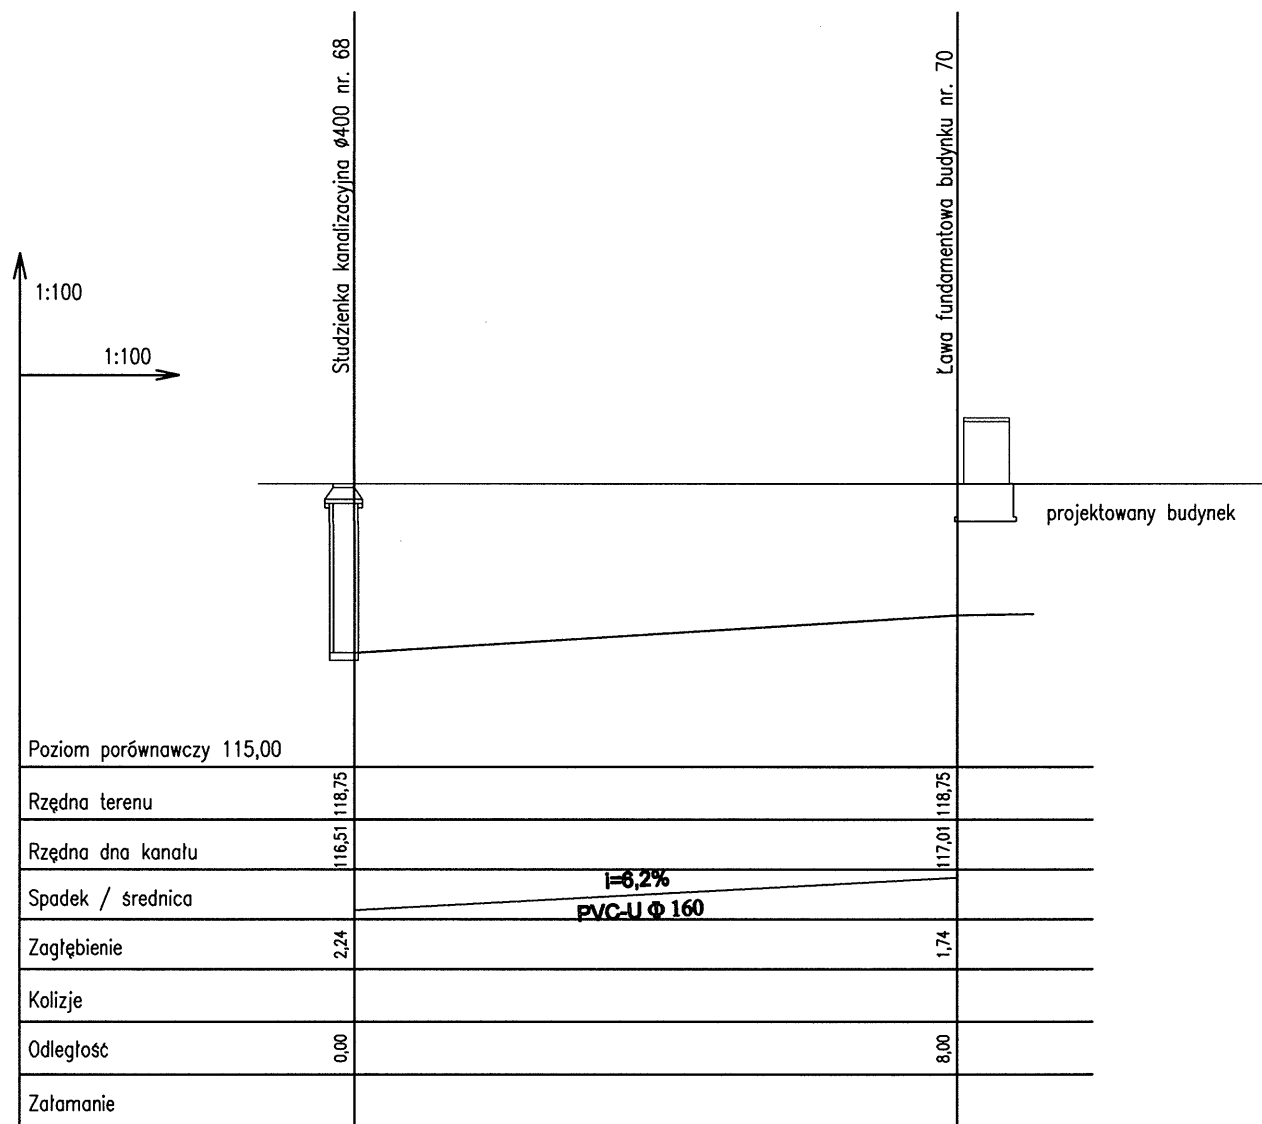 Studzienka kanalizacyjna ø400 nr. 68
Ława fundamentowa budynku nr. 70
1:100
1:100
projektowany budynek
Poziom porównawczy 115,00
Rzędna terenu 118,75 118,75
Rzędna dna kanału 116,51 117,01
i=6,2%
Spadek / średnica
PVC-U Φ 160
Zagłębienie 2,24 1,74
Kolizje
Odległość 0,00 8,00
Załamanie